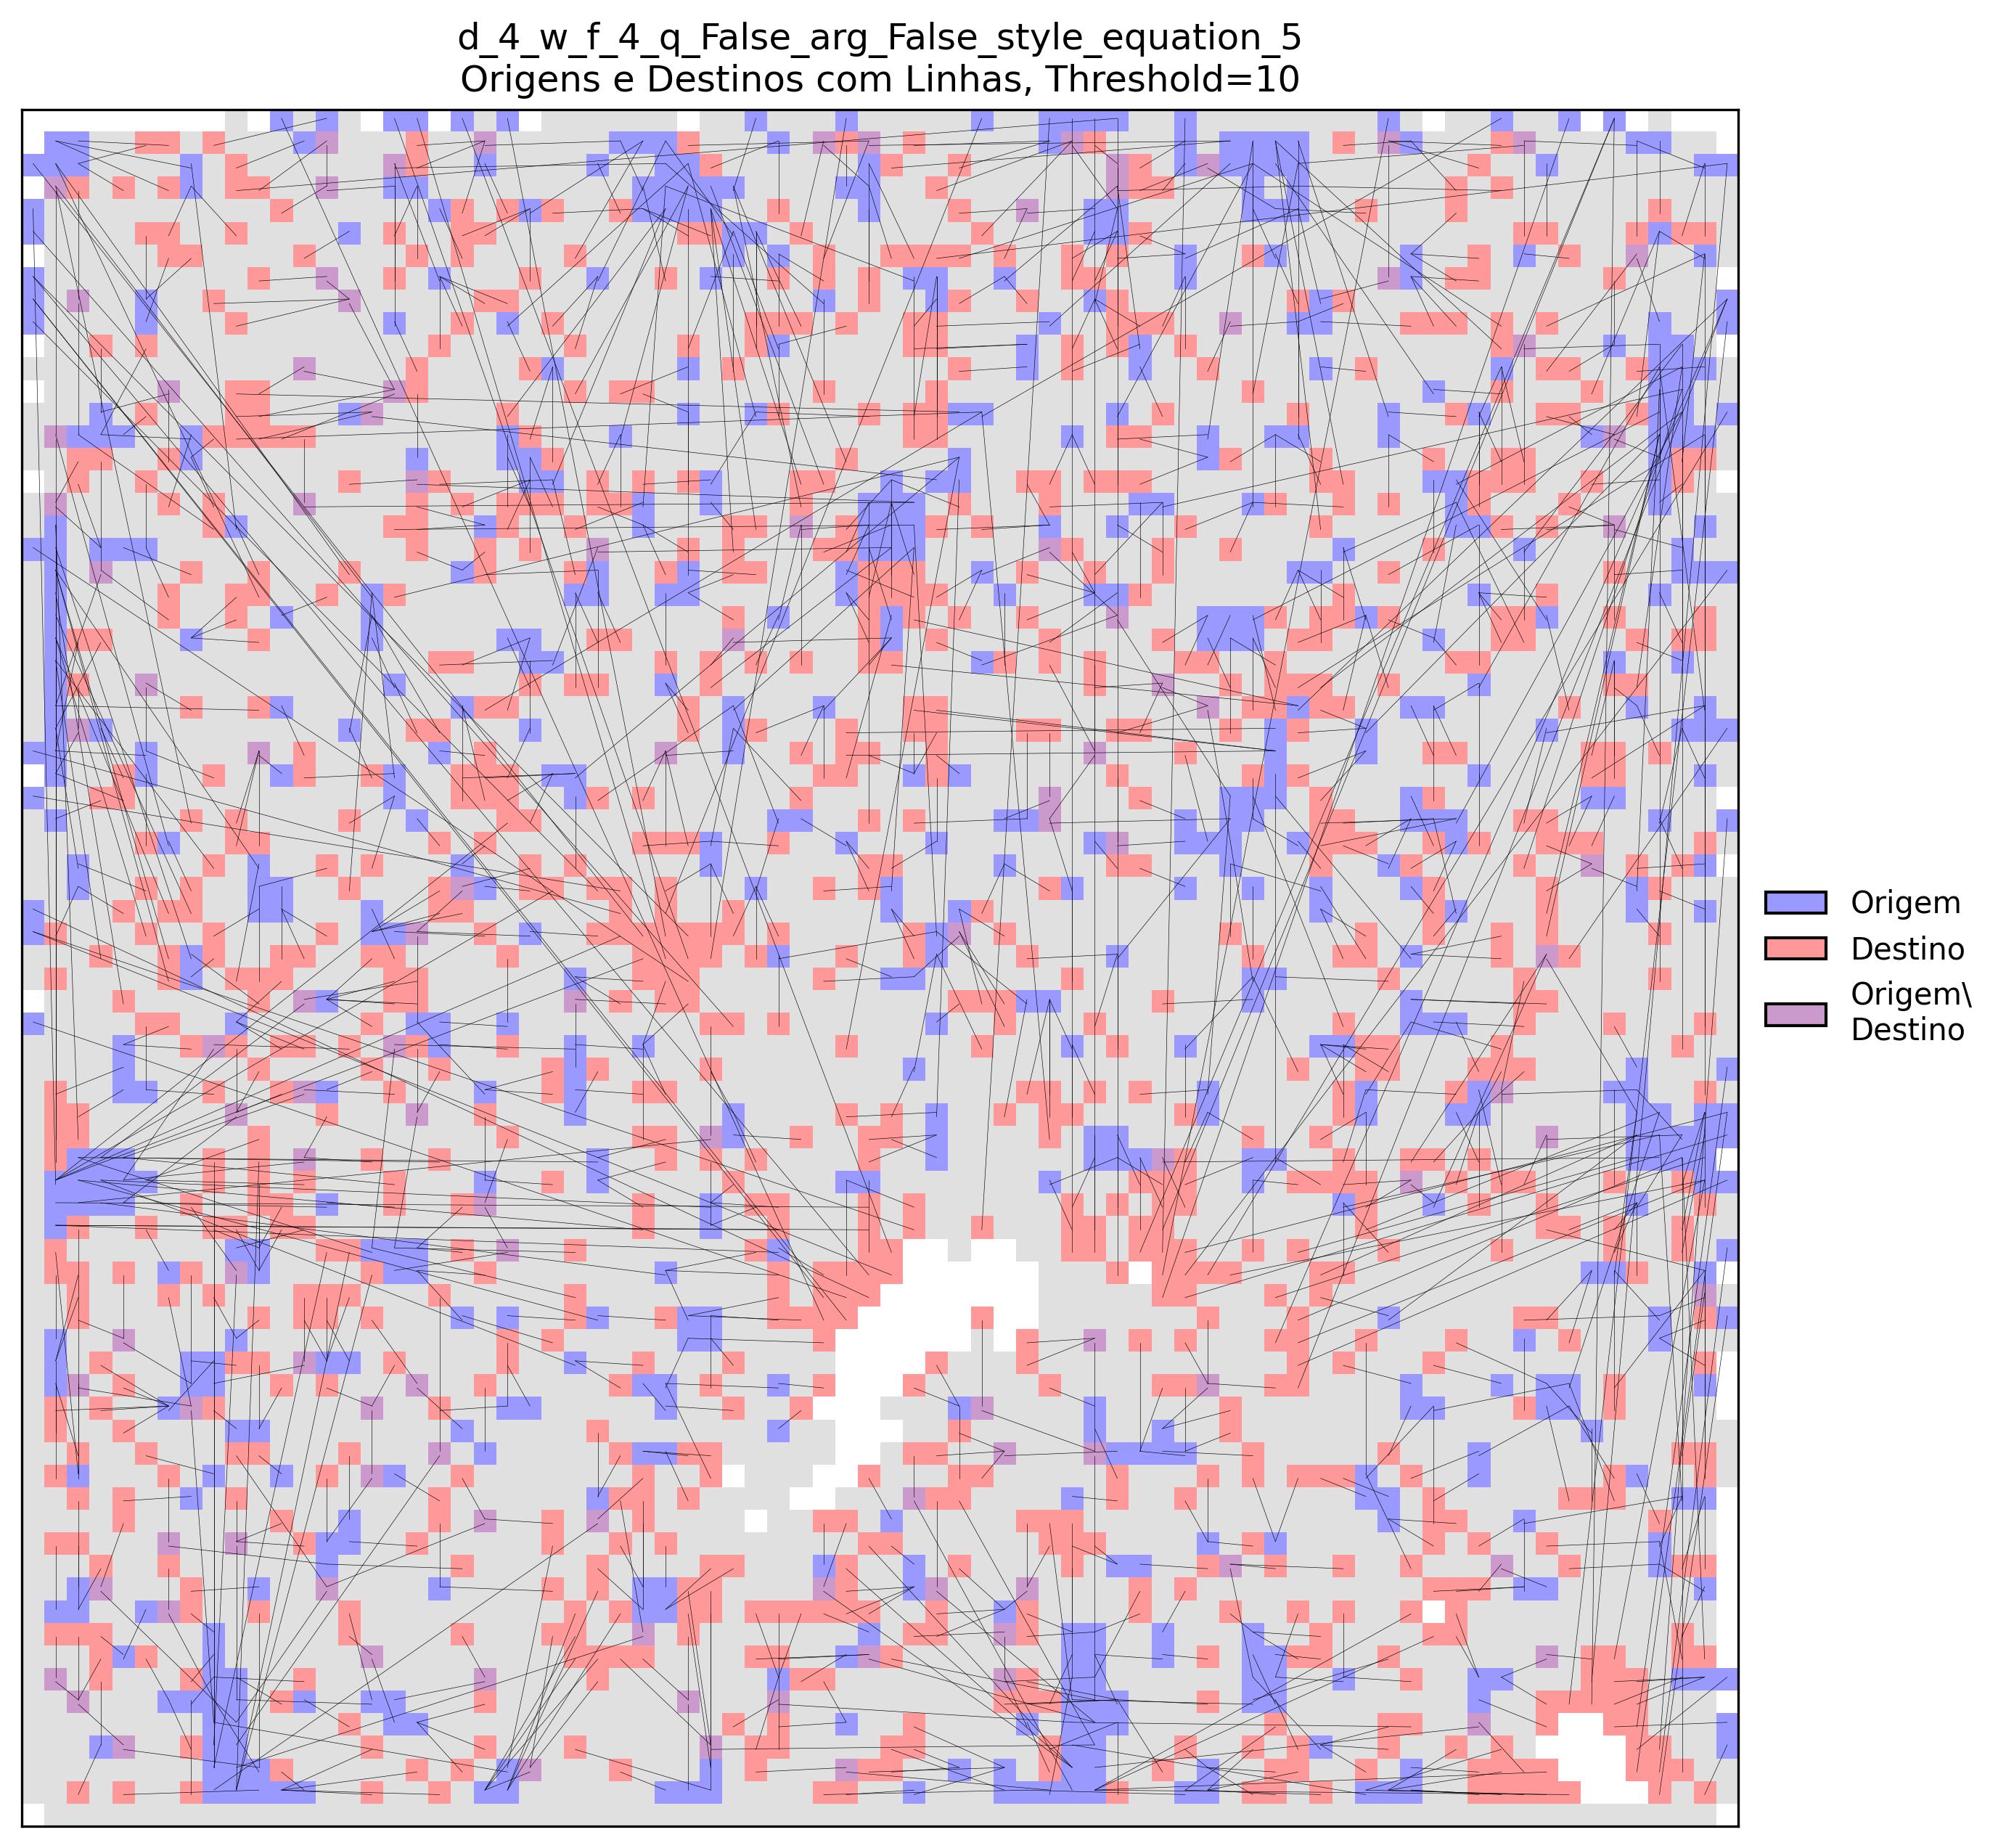 d_4_w_f_4_q_False_arg_False_style_equation_5
Origens e Destinos com Linhas, Threshold=10
Origem
Destino
Origem\
Destino